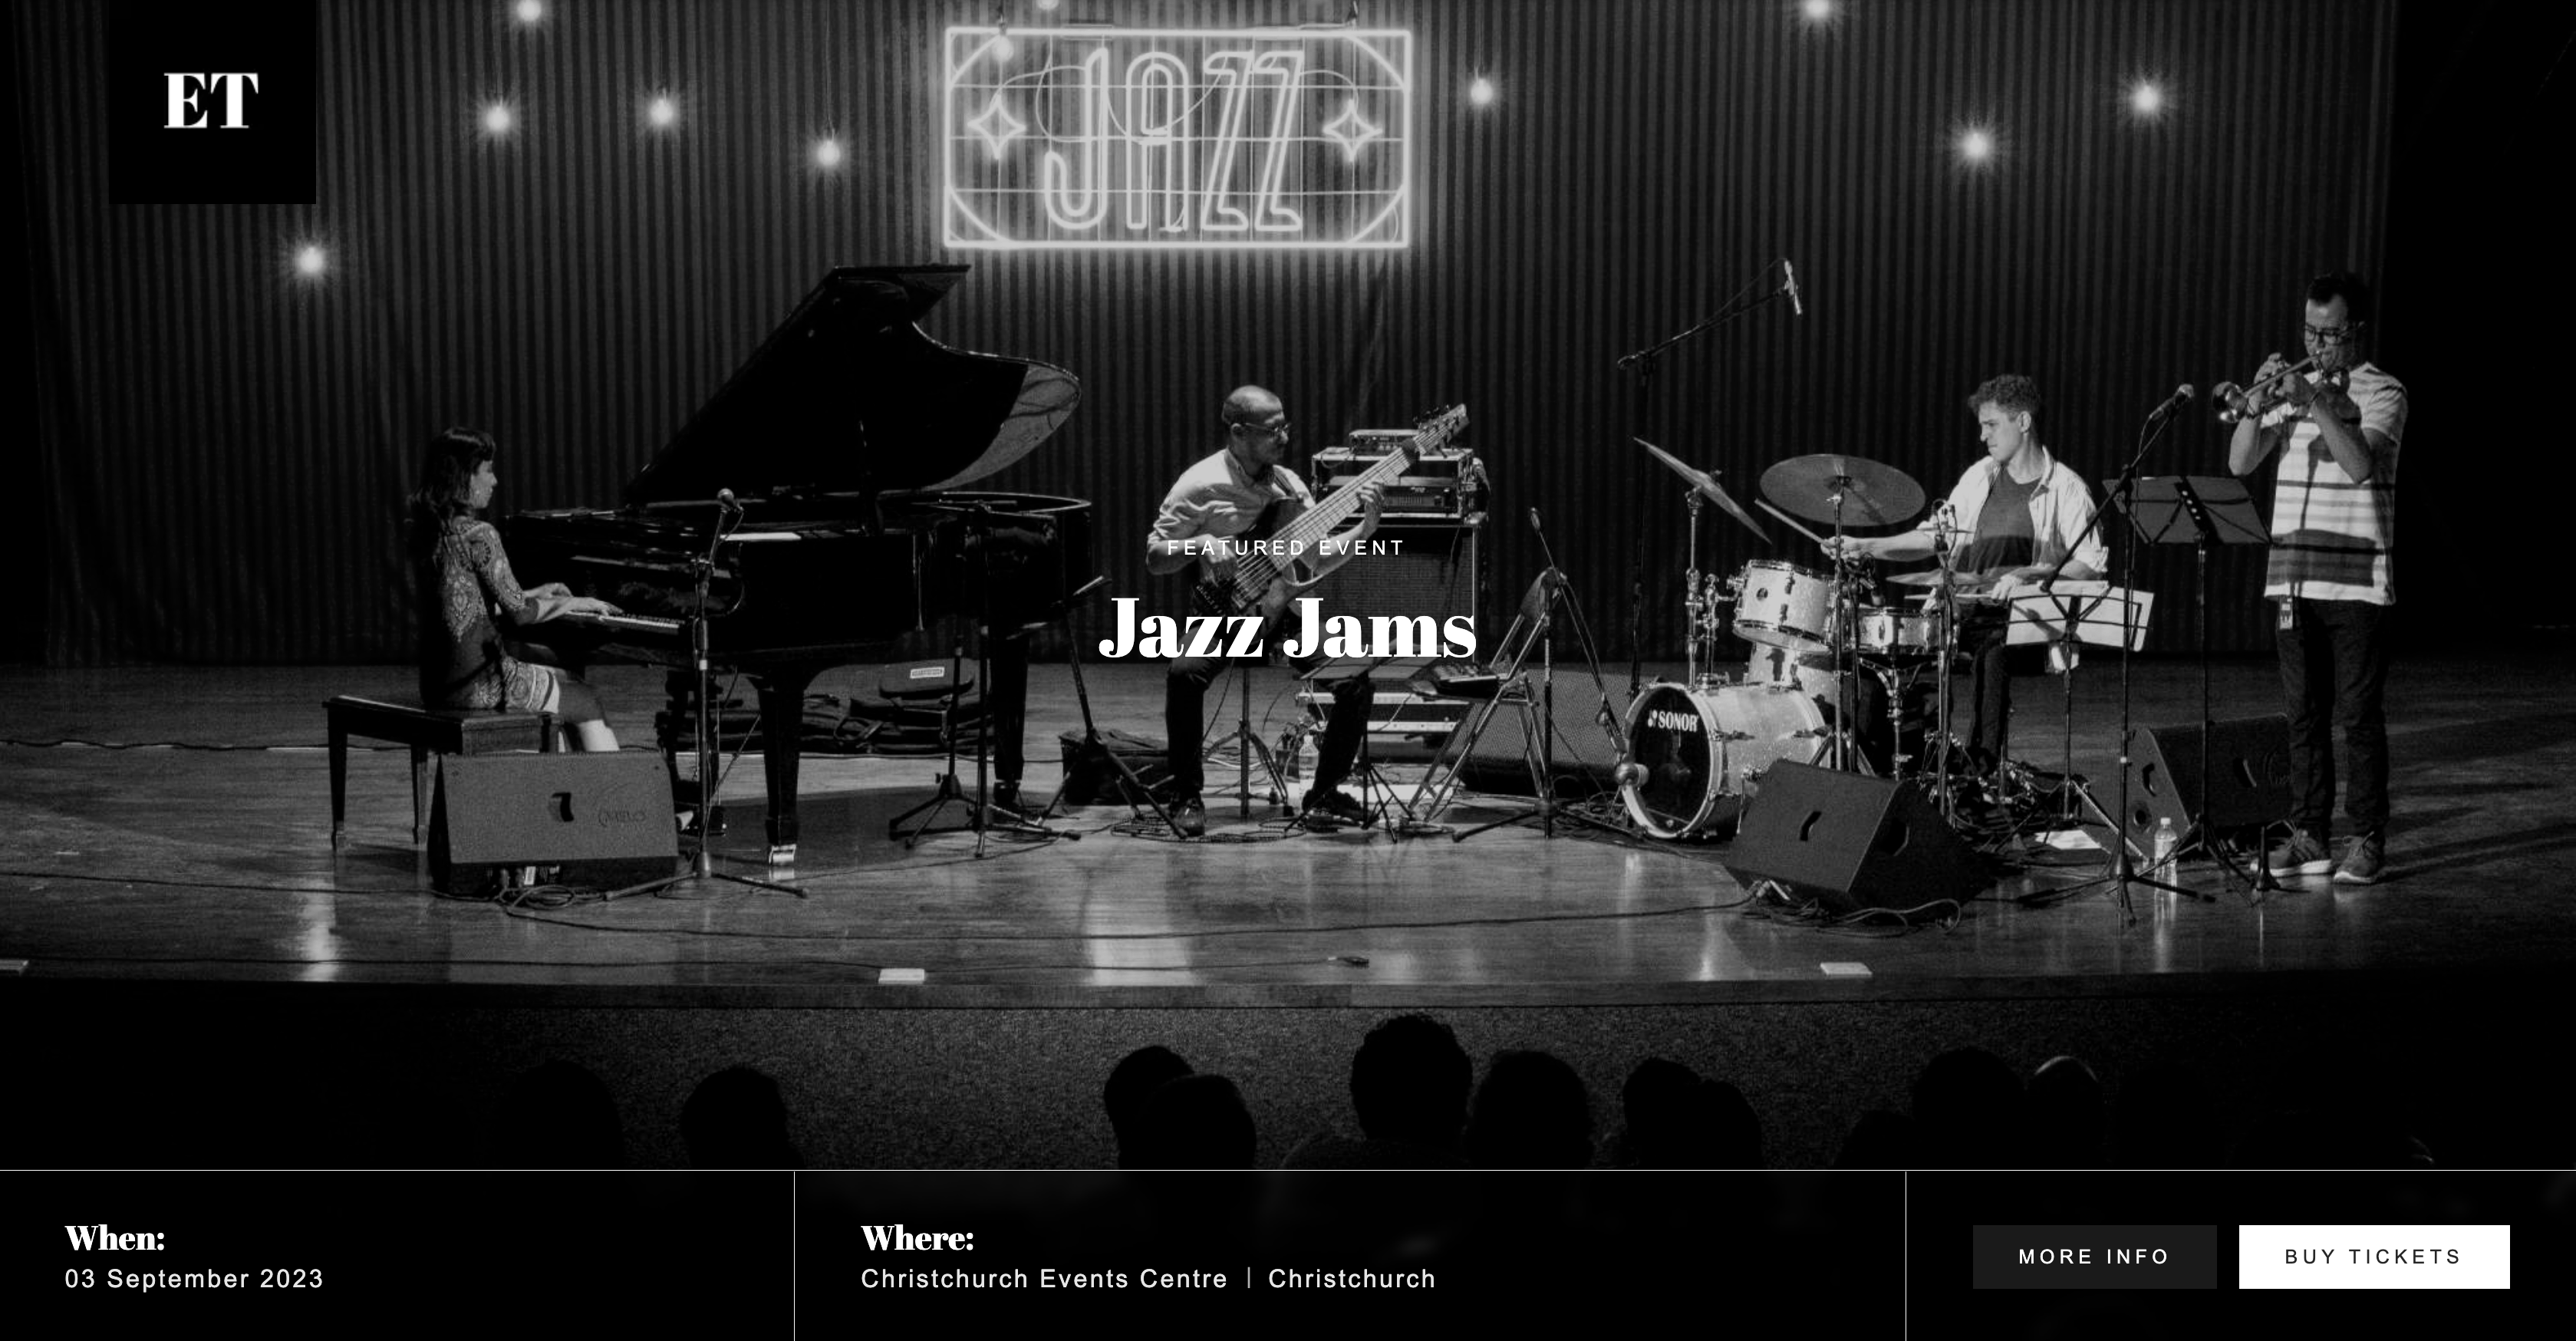 ET
JAZZ
FEATURED EVENT
Jazz Jams
SONOR
When:
03 September 2023
Where:
Christchurch Events Centre | Christchurch
MORE INFO
BUY TICKETS